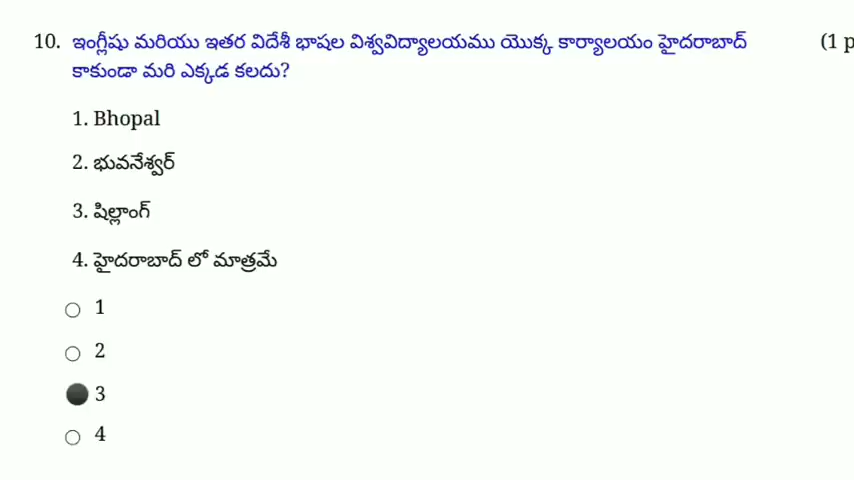 10. ఇంగ్లీషు మరియు ఇతర విదేశీ భాషల విశ్వవిద్యాలయము యొక్క కార్యాలయం హైదరాబాద్ (1 p
కాకుండా మరి ఎక్కడ కలదు?
1. Bhopal
2. భువనేశ్వర్
3. షిల్లాంగ్
4. హైదరాబాద్ లో మాత్రమే
1
2
3
4